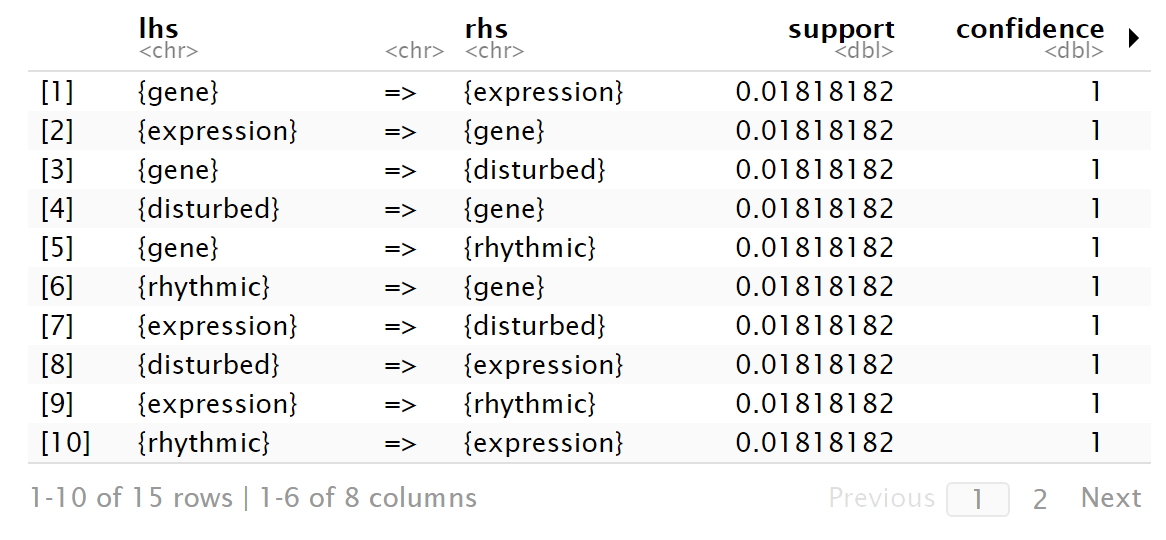 lhs rhs support confidence
<chr> <chr> <chr> <dbl> <dbl>
[1] {gene} => {expression} 0.01818182 1
[2] {expression} => {gene} 0.01818182 1
[3] {gene} => {disturbed} 0.01818182 1
[4] {disturbed} => {gene} 0.01818182 1
[5] {gene} => {rhythmic} 0.01818182 1
[6] {rhythmic} => {gene} 0.01818182 1
[7] {expression} => {disturbed} 0.01818182 1
[8] {disturbed} => {expression} 0.01818182 1
[9] {expression} => {rhythmic} 0.01818182 1
[10] {rhythmic} => {expression} 0.01818182 1
1-10 of 15 rows | 1-6 of 8 columns Previous 1 2 Next